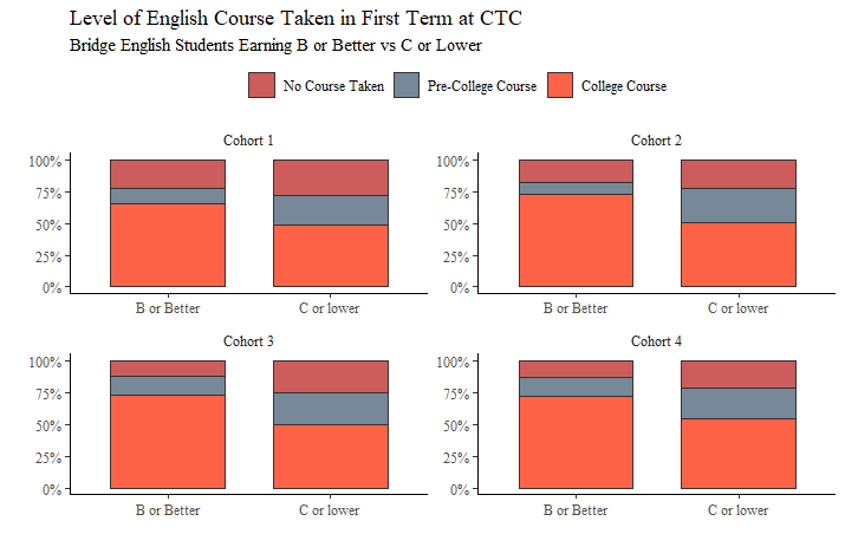 Level of English Course Taken in First Term at CTC
Bridge English Students Earning B or Better vs C or Lower
No Course Taken Pre-College Course College Course
Cohort 1
100%
75%
50%
25%
0%
B or Better C or lower
Cohort 2
100%
75%
50%
25%
0%
B or Better C or lower
Cohort 3
100%
75%
50%
25%
0%
B or Better C or lower
Cohort 4
100%
75%
50%
25%
0%
B or Better C or lower